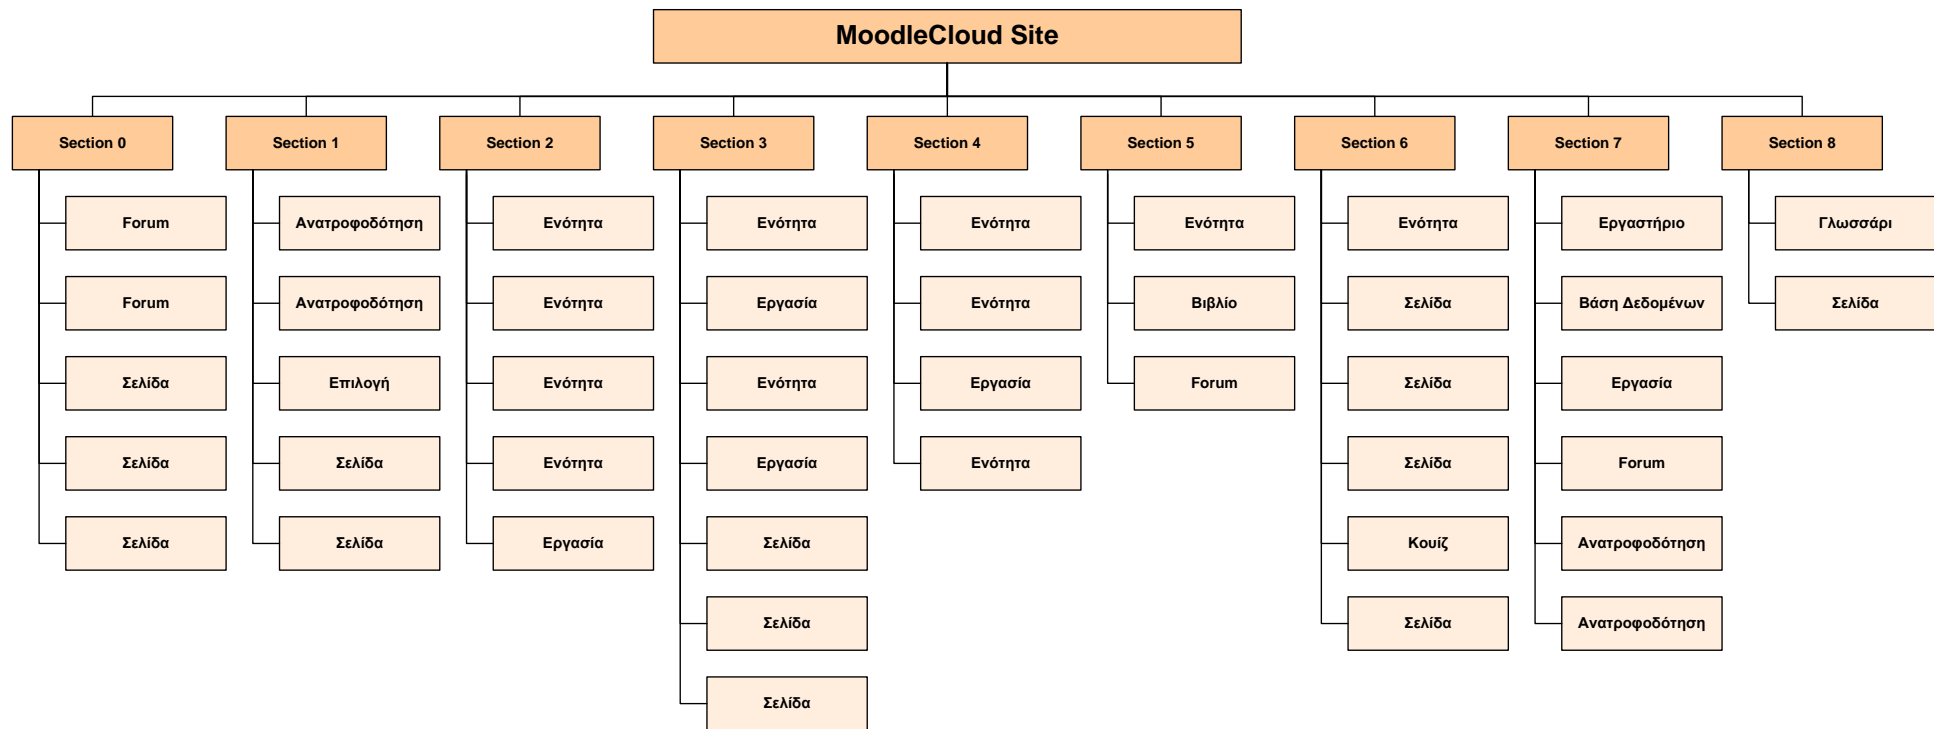 MoodleCloud Site
Section 0
Section 1
Section 2
Section 3
Section 4
Section 5
Section 6
Section 7
Section 8
Forum
Ανατροφοδότηση
Ενότητα
Ενότητα
Ενότητα
Ενότητα
Ενότητα
Εργαστήριο
Γλωσσάρι
Forum
Ανατροφοδότηση
Ενότητα
Εργασία
Ενότητα
Βιβλίο
Σελίδα
Βάση Δεδομένων
Σελίδα
Σελίδα
Επιλογή
Ενότητα
Ενότητα
Εργασία
Forum
Σελίδα
Εργασία
Σελίδα
Σελίδα
Ενότητα
Εργασία
Ενότητα
Σελίδα
Forum
Σελίδα
Σελίδα
Εργασία
Σελίδα
Κουίζ
Ανατροφοδότηση
Σελίδα
Σελίδα
Ανατροφοδότηση
Σελίδα